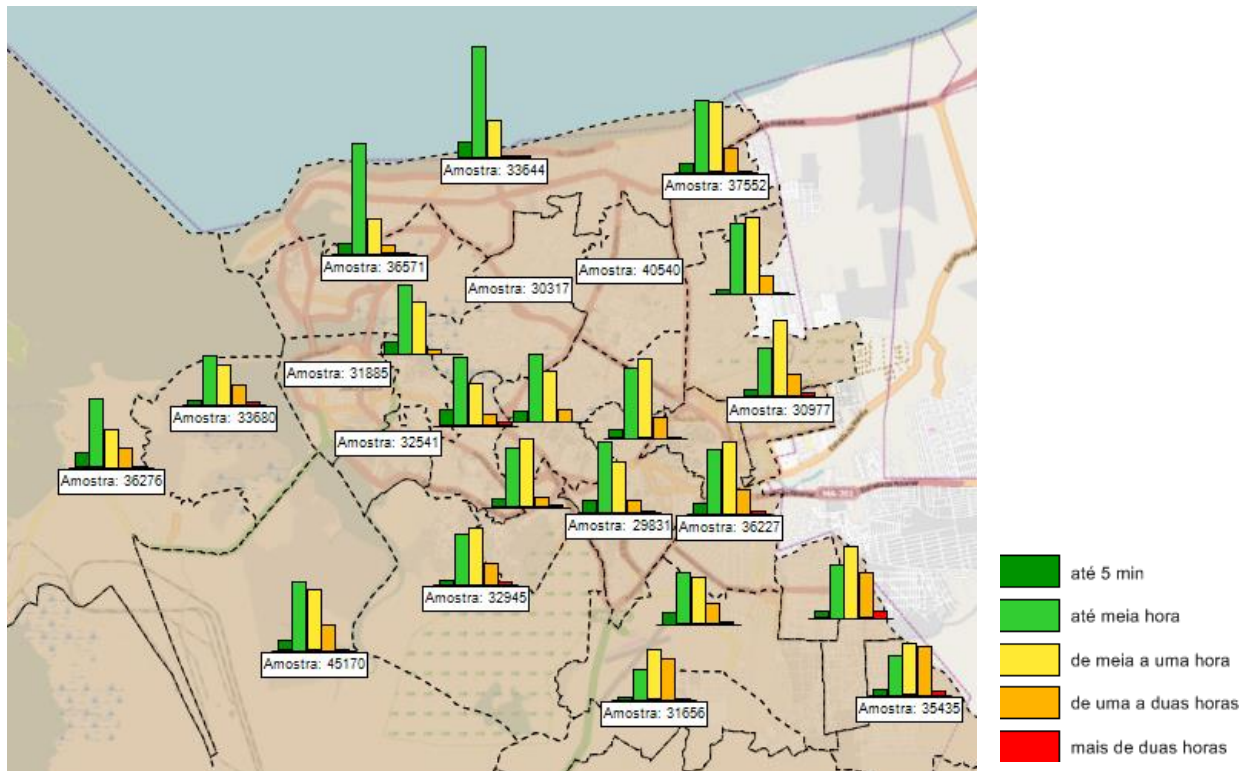 Amostra: 33644
Amostra: 37552
Amostra: 36571
Amostra: 40540
Amostra: 30317
Amostra: 31885
Amostra: 33680
Amostra: 30977
Amostra: 32541
Amostra: 36276
Amostra: 29831
Amostra: 36227
Amostra: 32945
Amostra: 45170
Amostra: 31656
Amostra: 35435
até 5 min
até meia hora
de meia a uma hora
de uma a duas horas
mais de duas horas